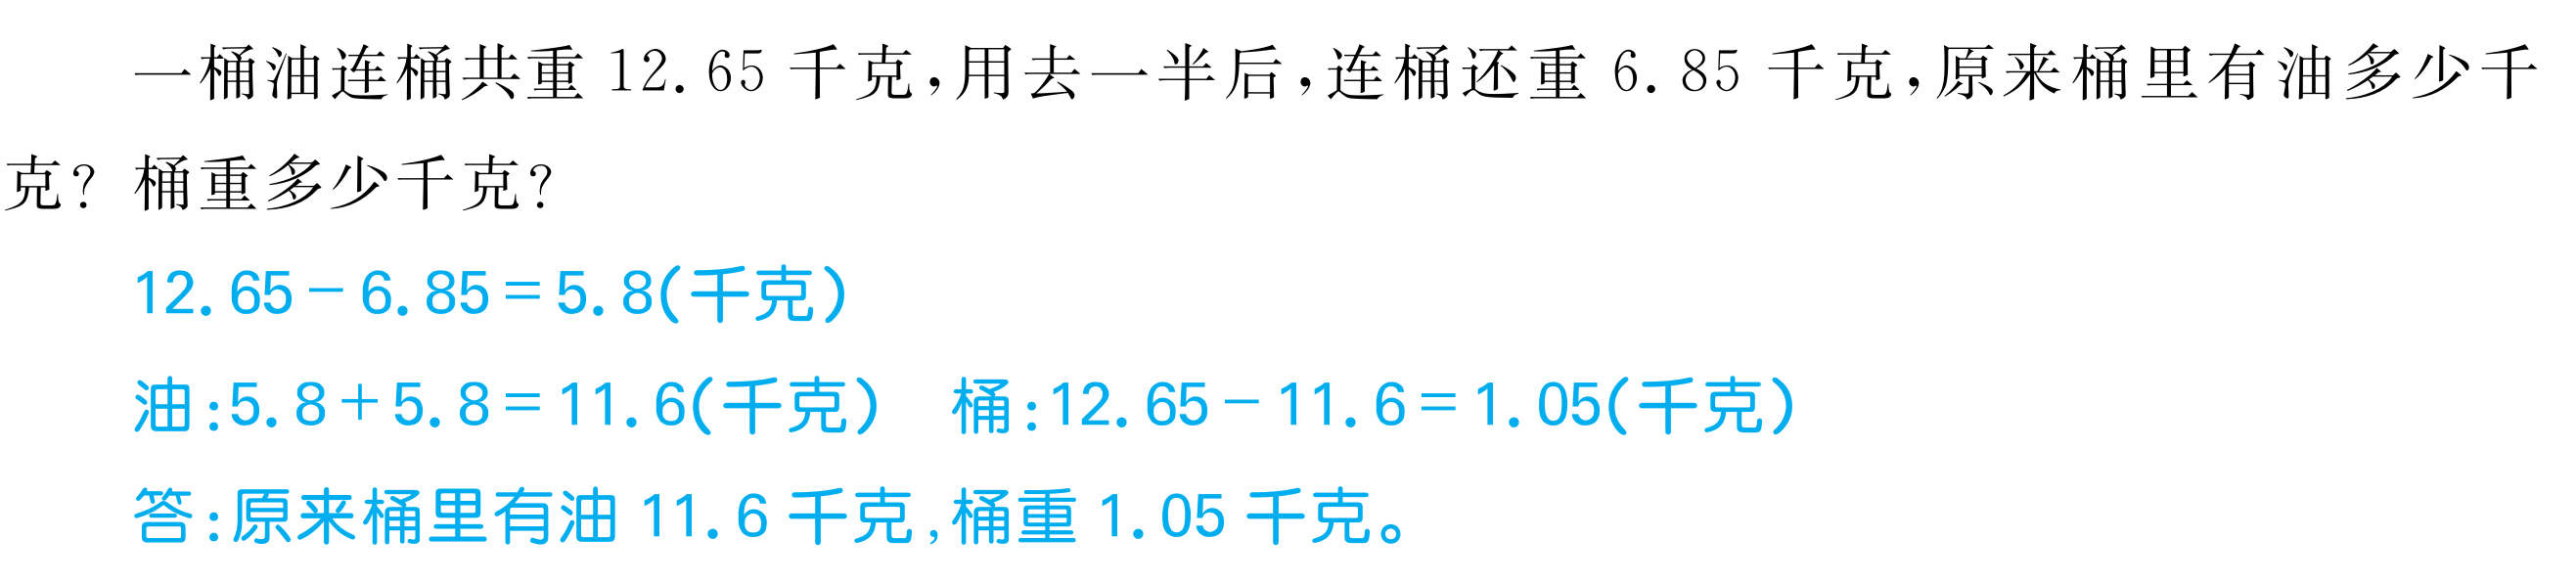 一桶油连桶共重 12.65 千克,用去一半后,连桶还重 6.85 千克,原来桶里有油多少千
克? 桶重多少千克?
12.65－6.85＝5.8(千克)
油:5.8＋5.8＝11.6(千克) 桶:12.65－11.6＝1.05(千克)
答:原来桶里有油 11.6 千克,桶重 1.05 千克。